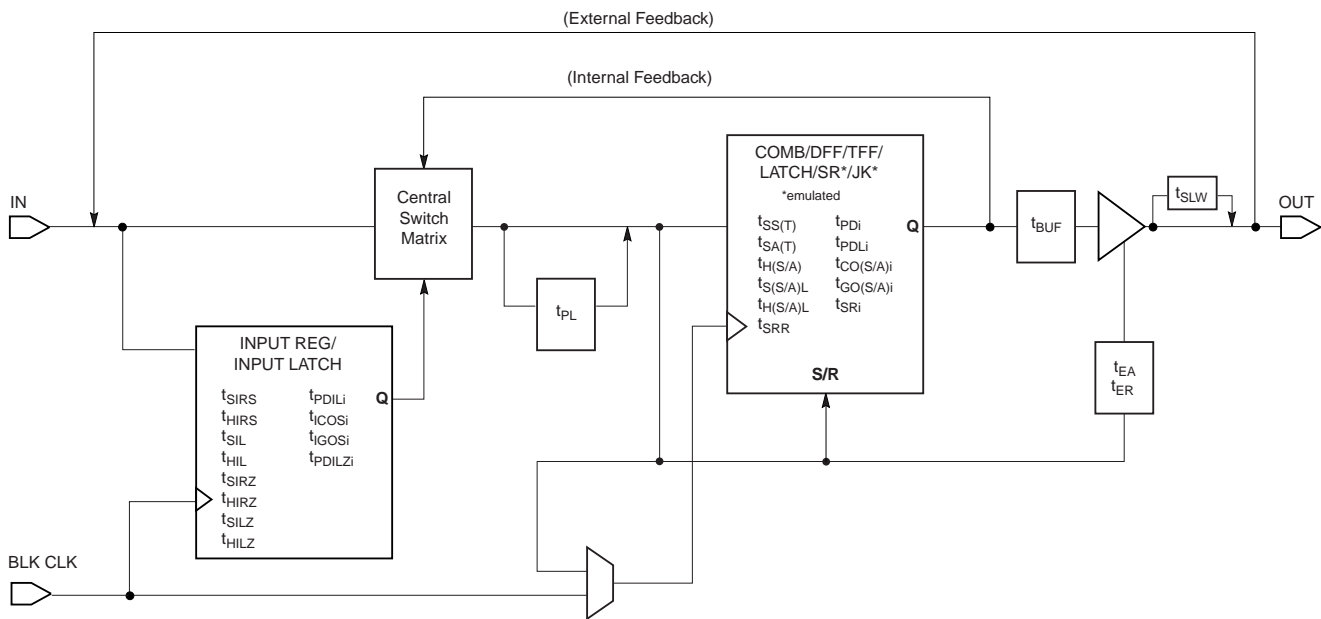 (External Feedback)
(Internal Feedback)
IN
Central
Switch
Matrix
COMB/DFF/TFF/
LATCH/SR*/JK*
*emulated
tSS(T) tPDi
tSA(T) tPDLi
tH(S/A) tCO(S/A)i
tS(S/A)L tGO(S/A)i
tH(S/A)L tSRi
tSRR
Q
S/R
tBUF
tSLW
OUT
tPL
tEA
tER
INPUT REG/
INPUT LATCH
tSIRS tPDILi
tHIRS tICOSi
tSIL tIGOSi
tHIL tPDILZi
tSIRZ
tHIRZ
tSILZ
tHILZ
Q
BLK CLK